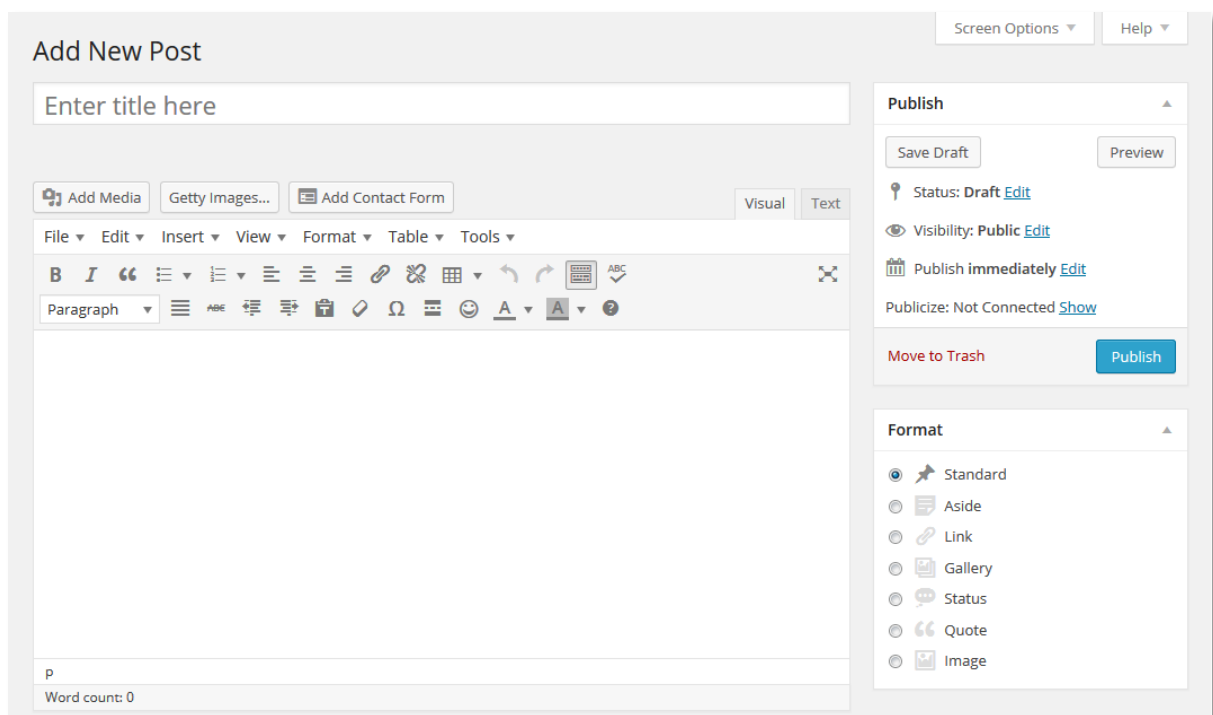 Screen Options
Help
Add New Post
Enter title here
Add Media
Getty Images...
Add Contact Form
Visual
Text
File Edit Insert View Format Table Tools
B I ABC
Paragraph ABC T Ω A A ?
p
Word count: 0
Publish
Save Draft
Preview
Status: Draft Edit
Visibility: Public Edit
Publish immediately Edit
Publicize: Not Connected Show
Move to Trash
Publish
Format
Standard
Aside
Link
Gallery
Status
Quote
Image